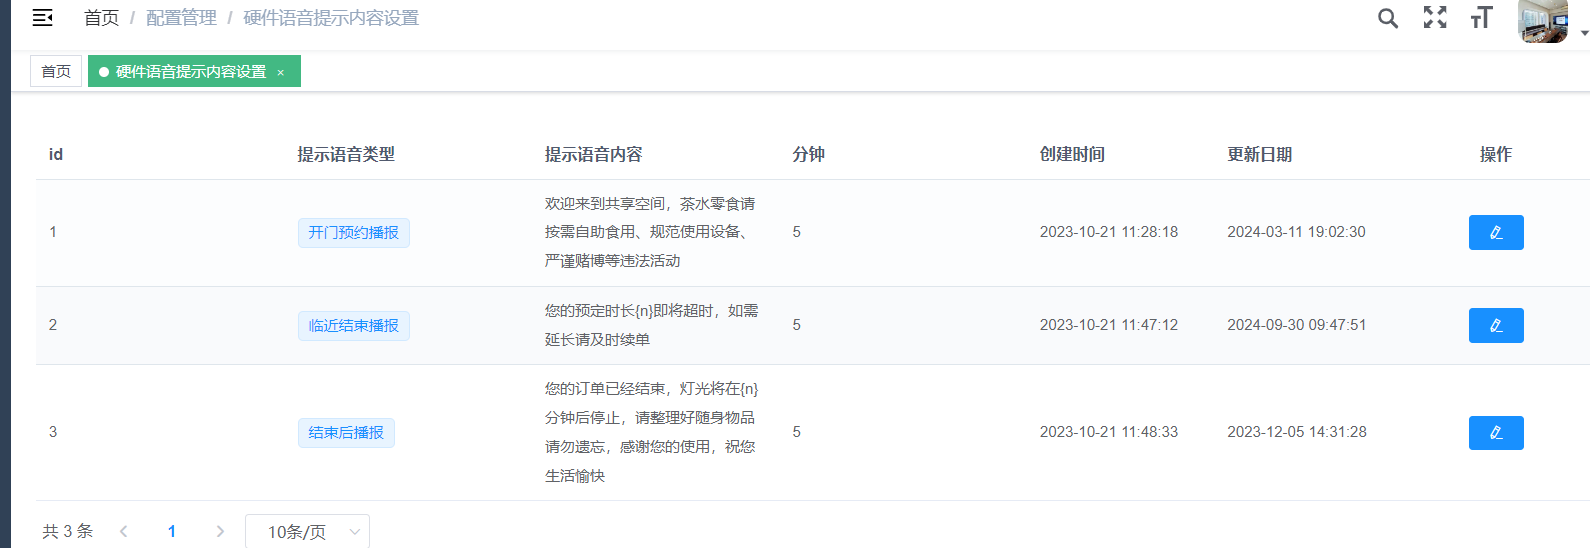 首页 / 配置管理 / 硬件语音提示内容设置
首页
硬件语音提示内容设置 ×
id 提示语音类型 提示语音内容 分钟 创建时间 更新日期 操作
1 开门预约播报 欢迎来到共享空间，茶水零食请
按需自助食用、规范使用设备、
严谨赌博等违法活动 5 2023-10-21 11:28:18 2024-03-11 19:02:30
2 临近结束播报 您的预定时长{n}即将超时，如需
延长请及时续单 5 2023-10-21 11:47:12 2024-09-30 09:47:51
3 结束后播报 您的订单已经结束，灯光将在{n}
分钟后停止，请整理好随身物品
请勿遗忘，感谢您的使用，祝您
生活愉快 5 2023-10-21 11:48:33 2023-12-05 14:31:28
共 3 条 1 10条/页